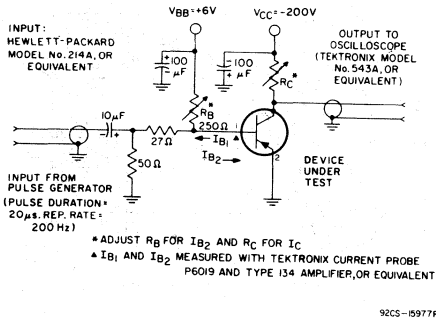 INPUT:
HEWLETT-PACKARD
MODEL No. 214A, OR
EQUIVALENT
VBB=+6V
VCC=-200V
OUTPUT TO
OSCILLOSCOPE
(TEKTRONIX MODEL
No. 543A, OR
EQUIVALENT)
100
μF
100
μF
RC*
RB*
250Ω
10μF
27Ω
50Ω
IB1 ▲
IB2
1
2
DEVICE
UNDER
TEST
INPUT FROM
PULSE GENERATOR
(PULSE DURATION=
20μs. REP. RATE=
200 Hz)
* ADJUST RB FOR IB2 AND RC FOR IC
▲ IB1 AND IB2 MEASURED WITH TEKTRONIX CURRENT PROBE
P6019 AND TYPE 134 AMPLIFIER, OR EQUIVALENT